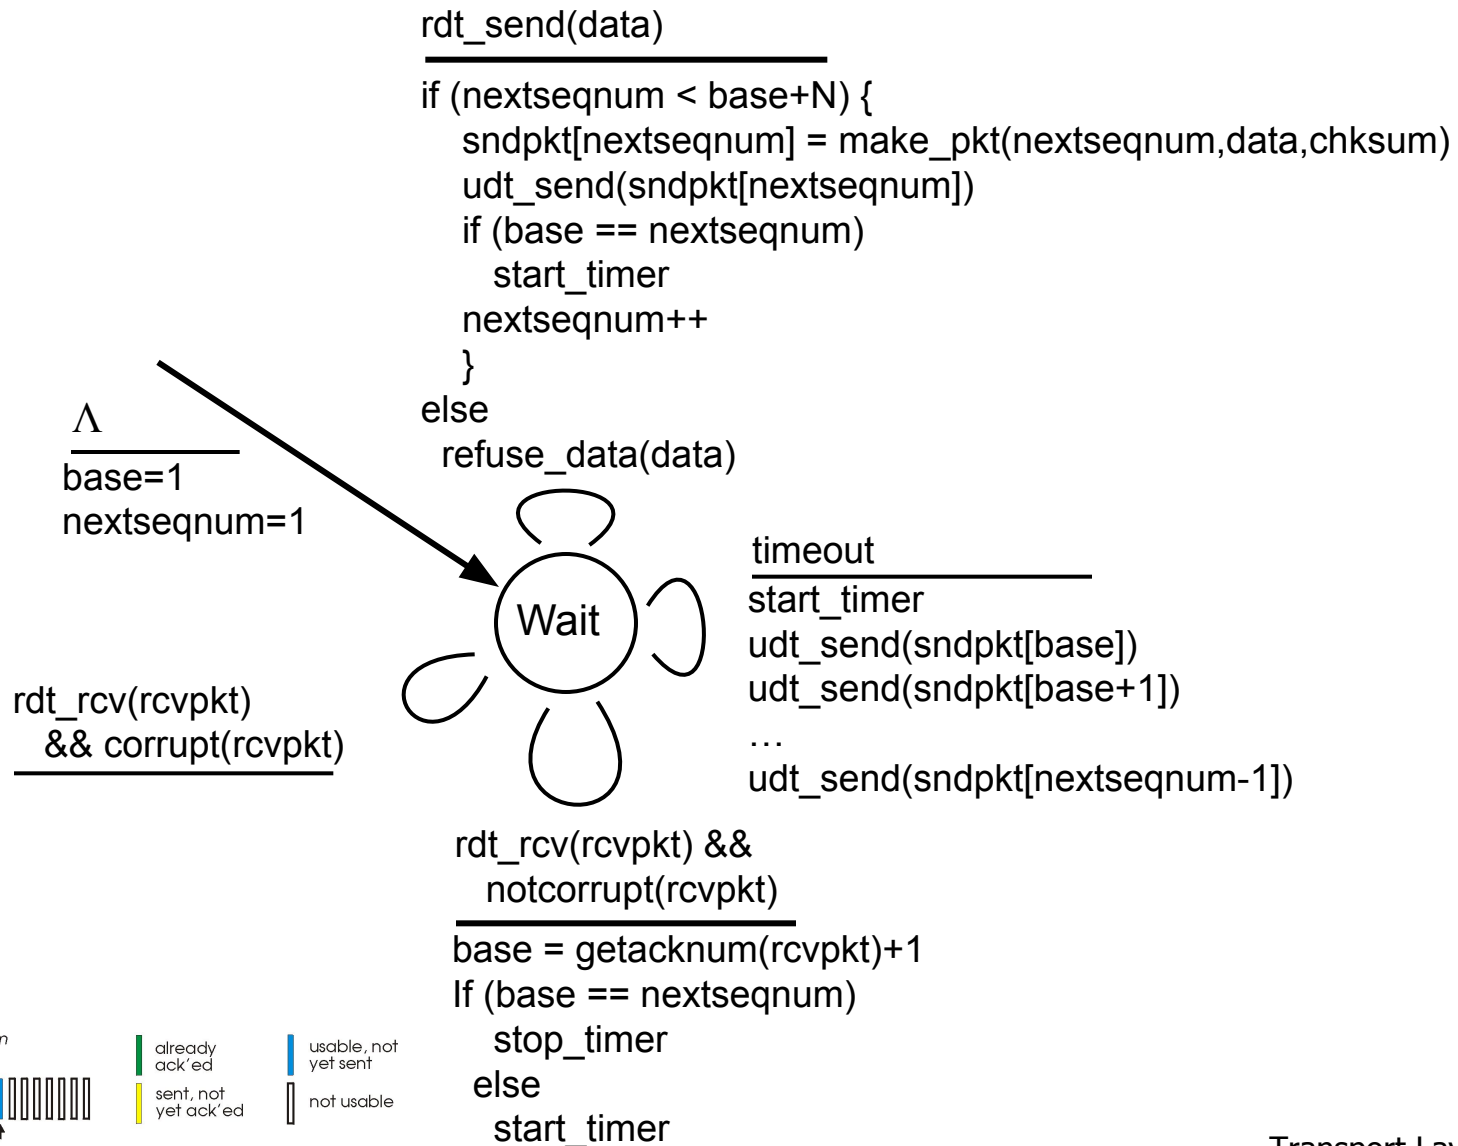 rdt_send(data)
if (nextseqnum < base+N) {
sndpkt[nextseqnum] = make_pkt(nextseqnum,data,chksum)
udt_send(sndpkt[nextseqnum])
if (base == nextseqnum)
start_timer
nextseqnum++
}
else
refuse_data(data)
Λ
base=1
nextseqnum=1
Wait
timeout
start_timer
udt_send(sndpkt[base])
udt_send(sndpkt[base+1])
…
udt_send(sndpkt[nextseqnum-1])
rdt_rcv(rcvpkt)
&& corrupt(rcvpkt)
rdt_rcv(rcvpkt) &&
notcorrupt(rcvpkt)
base = getacknum(rcvpkt)+1
If (base == nextseqnum)
stop_timer
else
start_timer
already
ack'ed
usable, not
yet sent
sent, not
yet ack'ed
not usable
Transport